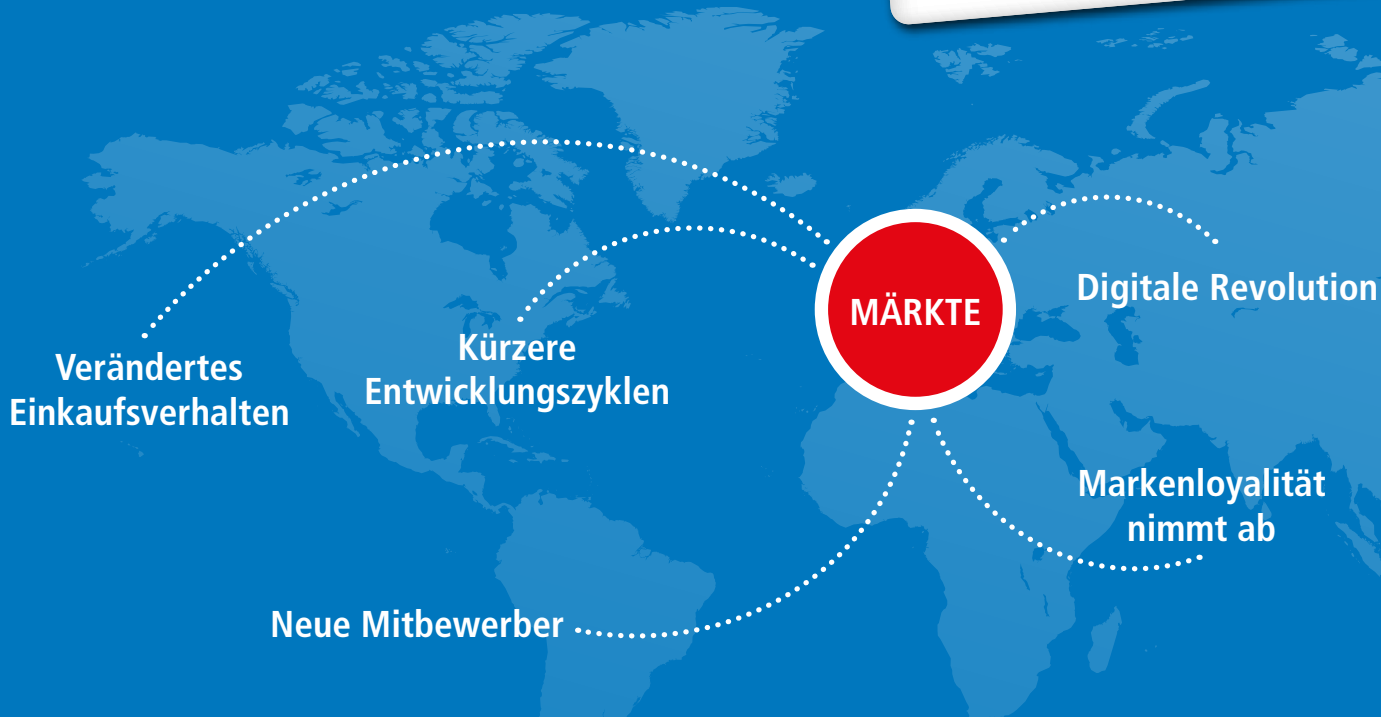 MÄRKTE
Digitale Revolution
Kürzere
Entwicklungszyklen
Verändertes
Einkaufsverhalten
Markenloyalität
nimmt ab
Neue Mitbewerber